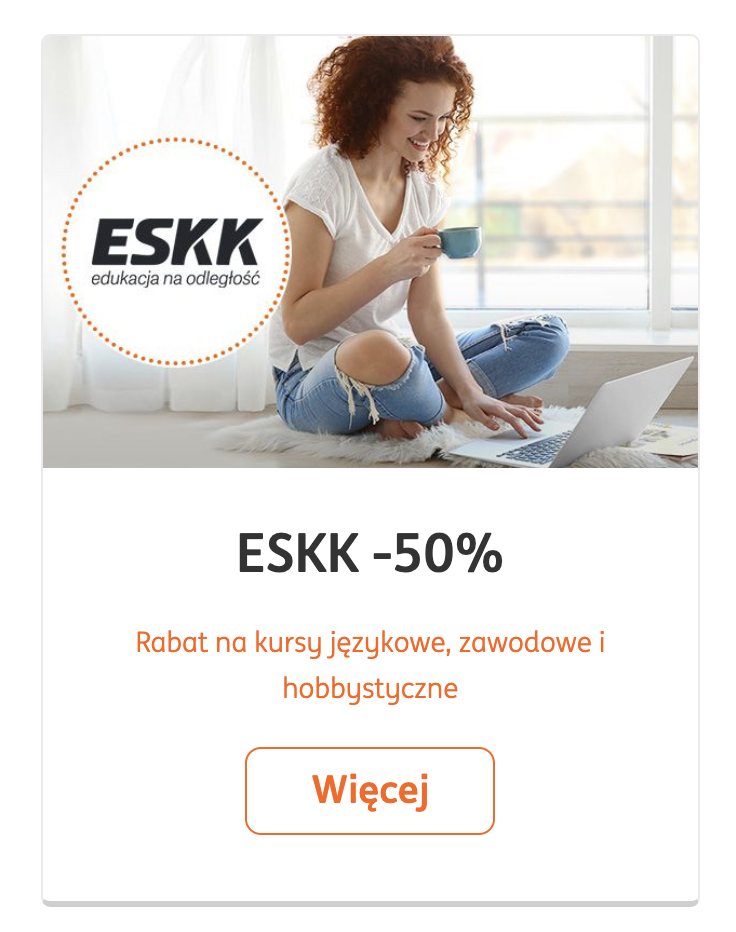 ESKK
edukacja na odległość
ESKK -50%
Rabat na kursy językowe, zawodowe i
hobbystyczne
Więcej